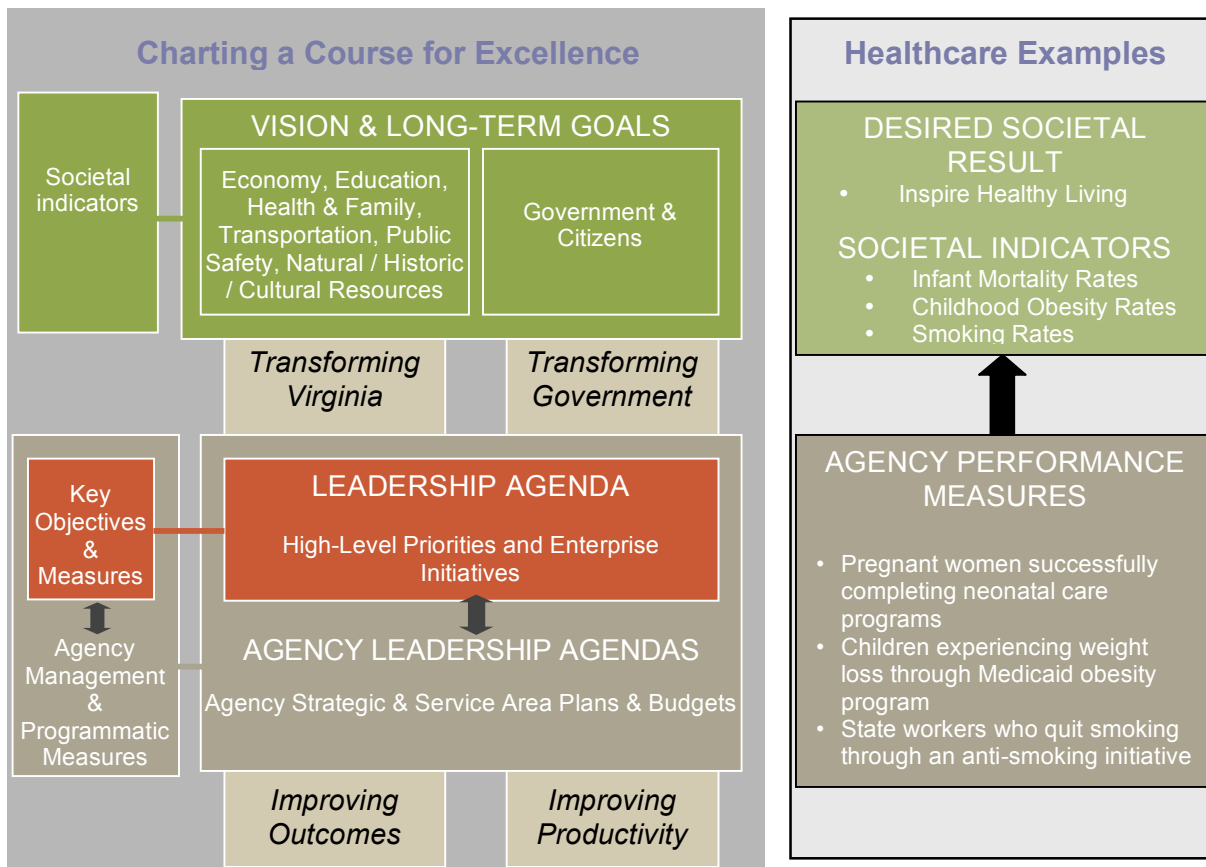 Charting a Course for Excellence
Societal
indicators
VISION & LONG-TERM GOALS
Economy, Education,
Health & Family,
Transportation, Public
Safety, Natural / Historic
/ Cultural Resources
Government &
Citizens
Transforming
Virginia
Transforming
Government
Key
Objectives
&
Measures
LEADERSHIP AGENDA
High-Level Priorities and Enterprise
Initiatives
Agency
Management
&
Programmatic
Measures
AGENCY LEADERSHIP AGENDAS
Agency Strategic & Service Area Plans & Budgets
Improving
Outcomes
Improving
Productivity
Healthcare Examples
DESIRED SOCIETAL
RESULT
• Inspire Healthy Living
SOCIETAL INDICATORS
• Infant Mortality Rates
• Childhood Obesity Rates
• Smoking Rates
AGENCY PERFORMANCE
MEASURES
• Pregnant women successfully
completing neonatal care
programs
• Children experiencing weight
loss through Medicaid obesity
program
• State workers who quit smoking
through an anti-smoking initiative